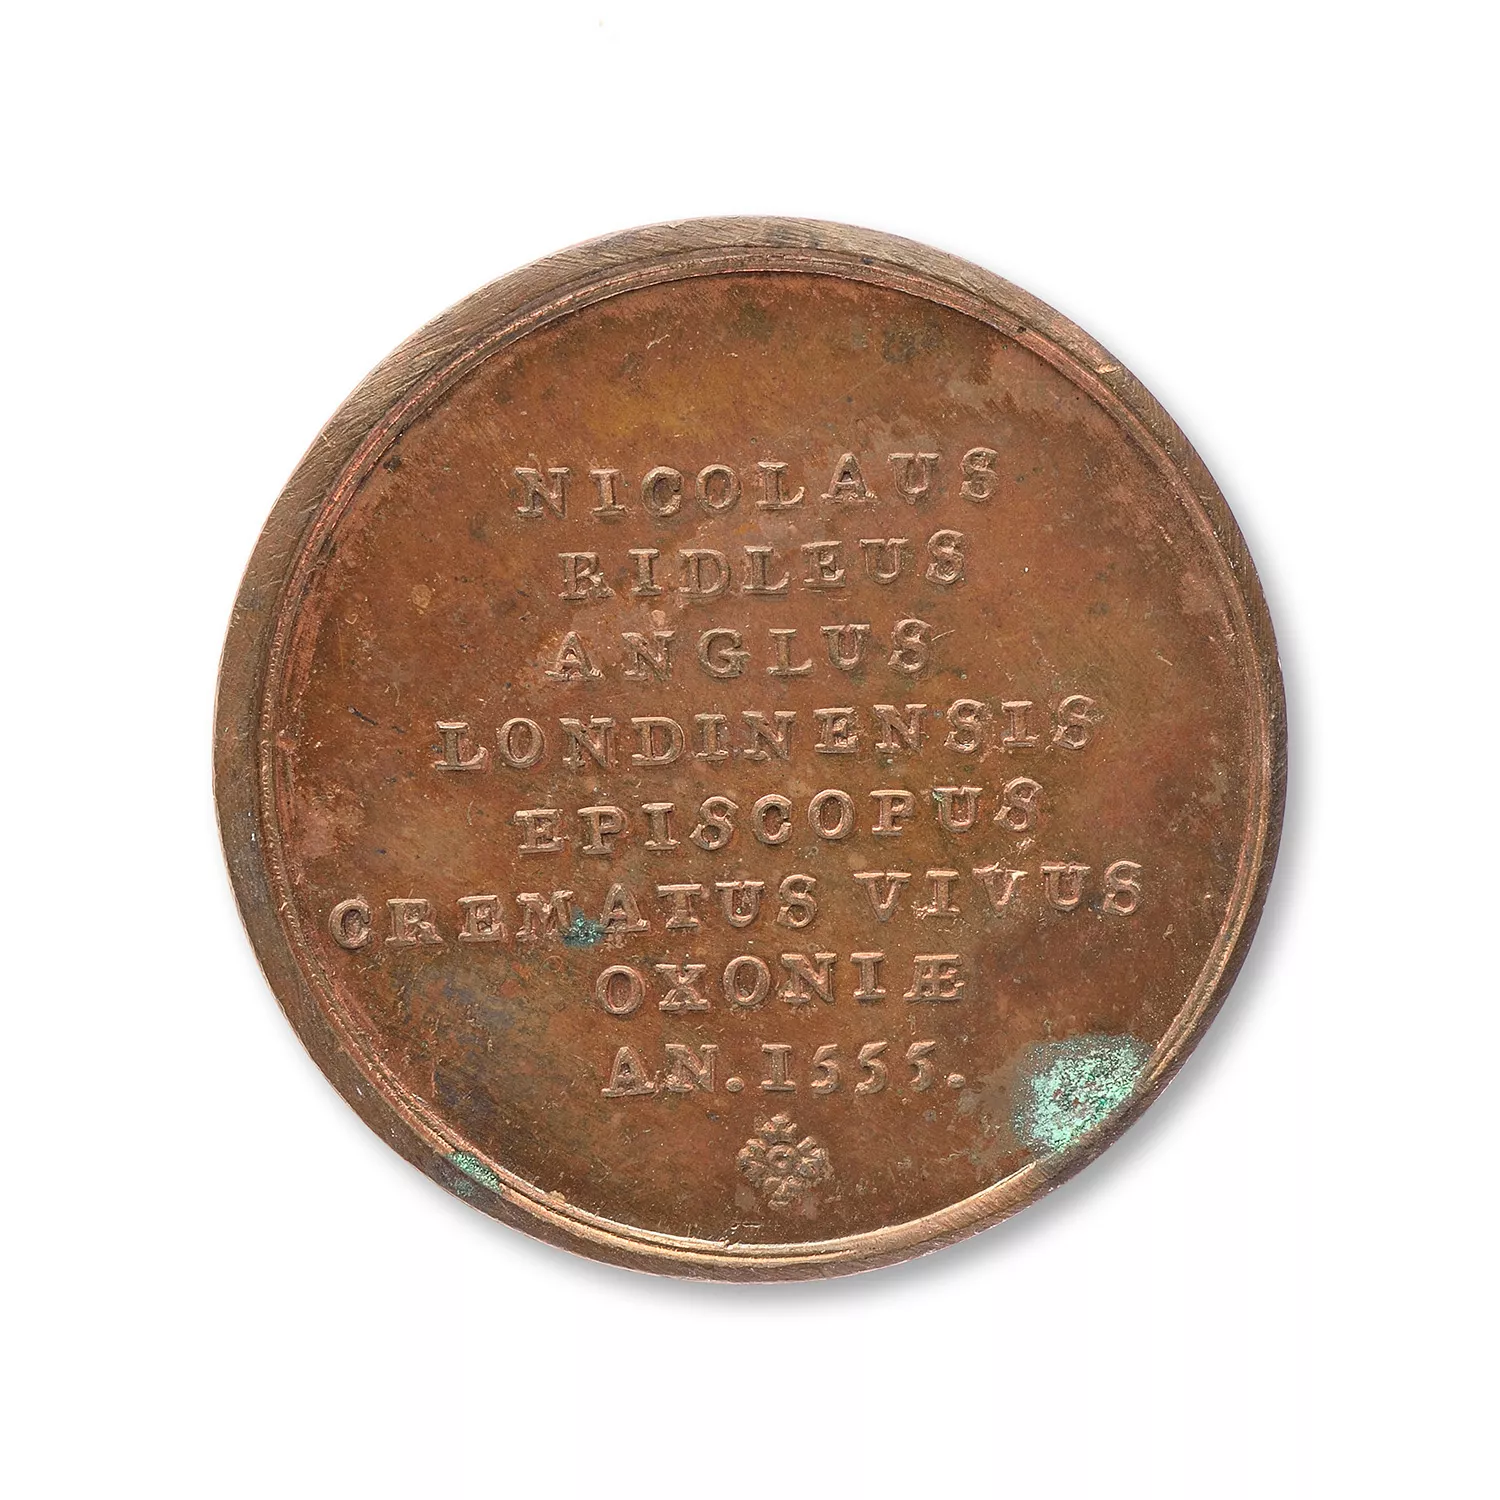 NICOLAUS
RIDLEUS
ANGLUS
LONDINENSIS
EPISCOPUS
CREMATUS VIVUS
OXONIÆ
AN. 1555.